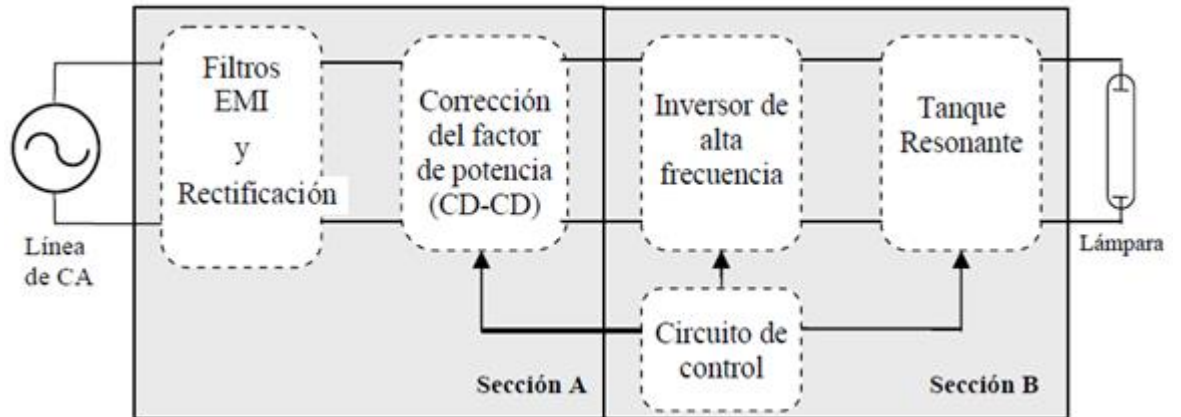 Filtros
EMI
y
Rectificación
Corrección
del factor
de potencia
(CD-CD)
Inversor de
alta
frecuencia
Tanque
Resonante
Línea
de CA
Lámpara
Circuito de
control
Sección A
Sección B